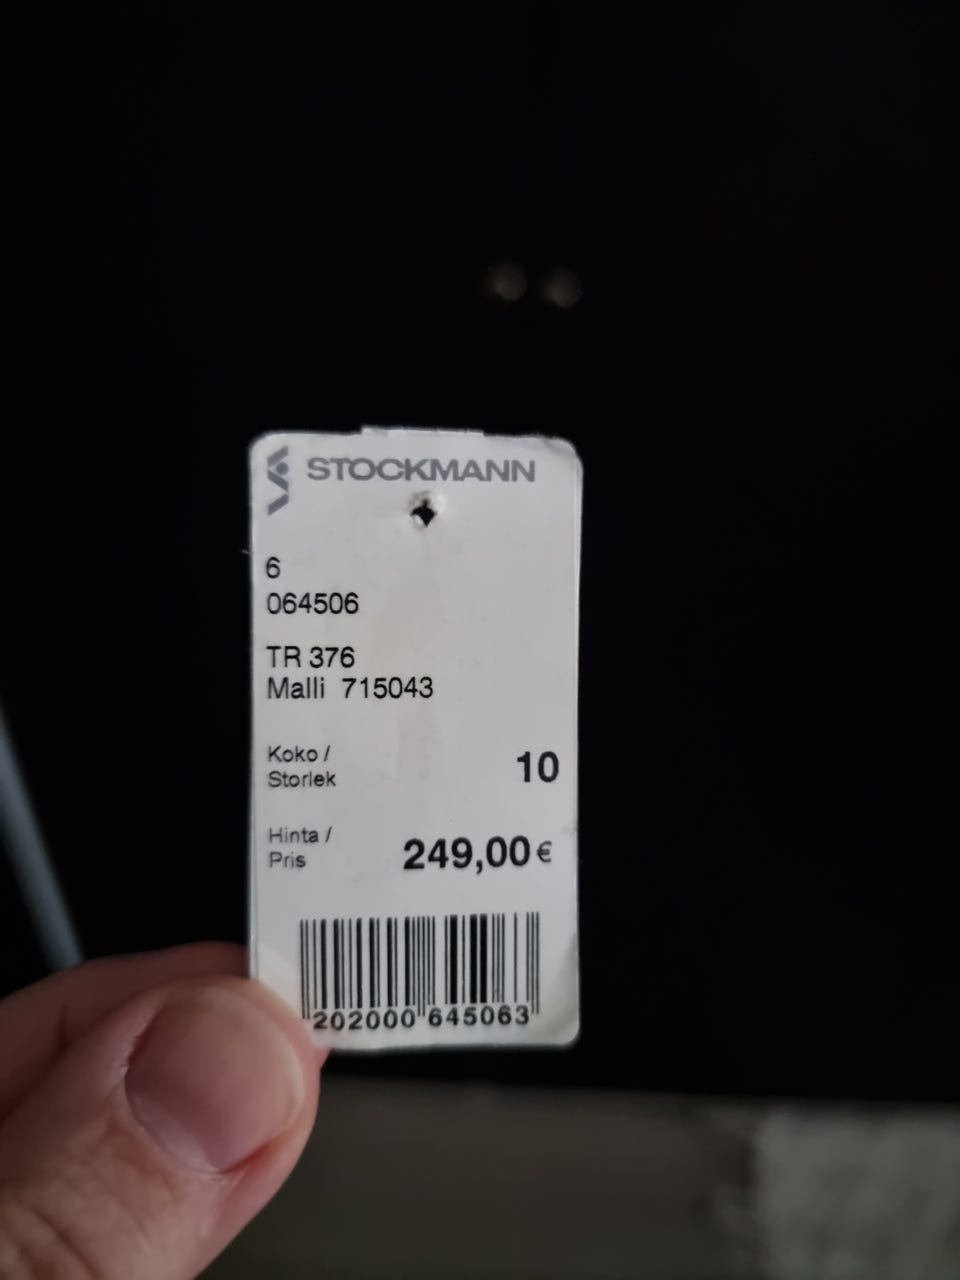 STOCKMANN
6
064506
TR 376
Malli 715043
Koko /
Storlek
10
Hinta /
Pris
249,00 €
202000 645063